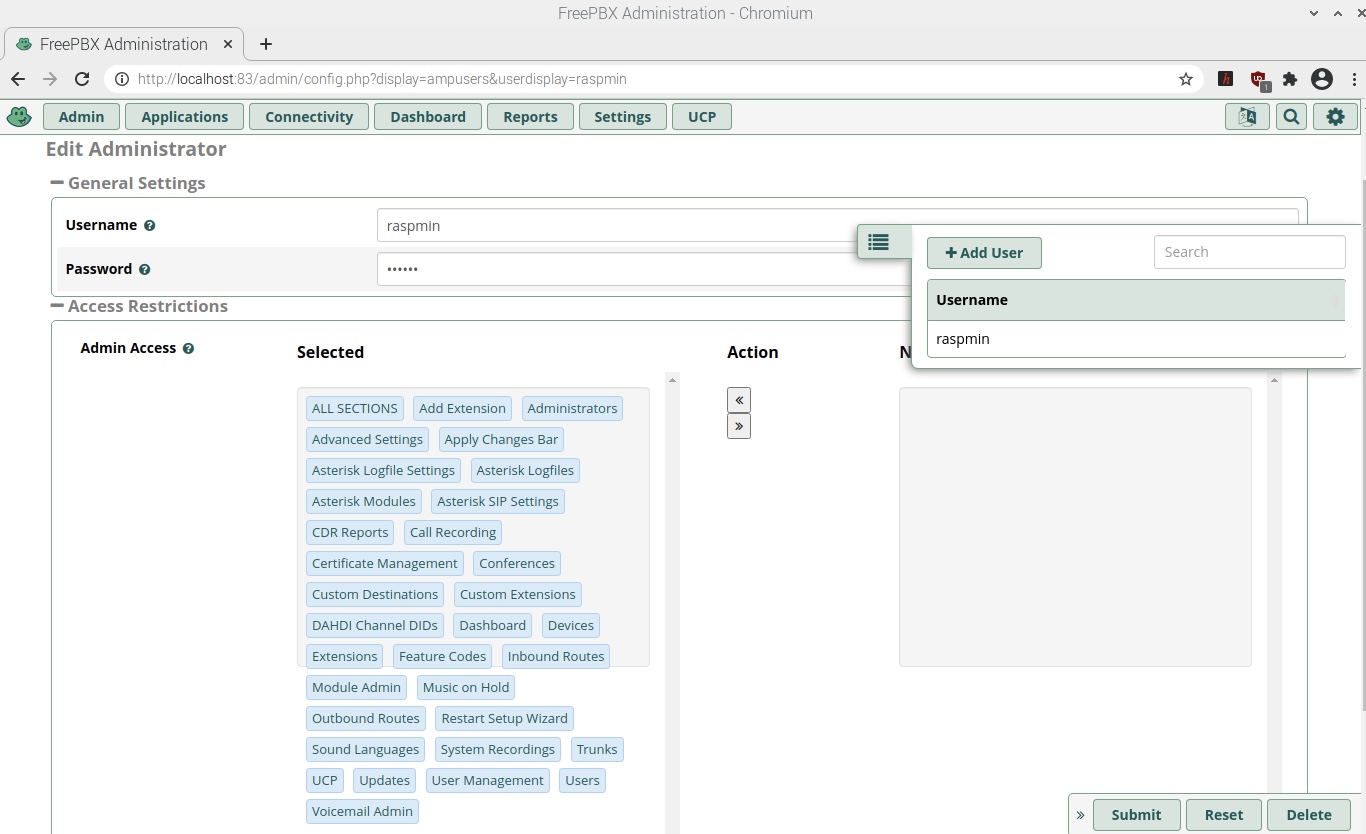 FreePBX Administration - Chromium
FreePBX Administration
http://localhost:83/admin/config.php?display=ampusers&userdisplay=raspmin
1
Admin Applications Connectivity Dashboard Reports Settings UCP
Edit Administrator
General Settings
Username ?
raspmin
Password ?
••••••
Add User
Search
Username
raspmin
Access Restrictions
Admin Access ?
Selected
Action
N
«
»
ALL SECTIONS Add Extension Administrators
Advanced Settings Apply Changes Bar
Asterisk Logfile Settings Asterisk Logfiles
Asterisk Modules Asterisk SIP Settings
CDR Reports Call Recording
Certificate Management Conferences
Custom Destinations Custom Extensions
DAHDI Channel DIDs Dashboard Devices
Extensions Feature Codes Inbound Routes
Module Admin Music on Hold
Outbound Routes Restart Setup Wizard
Sound Languages System Recordings Trunks
UCP Updates User Management Users
Voicemail Admin
» Submit Reset Delete